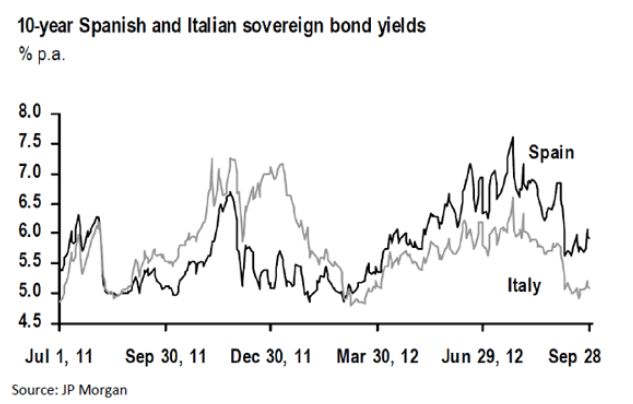 10-year Spanish and Italian sovereign bond yields
% p.a.
8.0
7.5
7.0
6.5
6.0
5.5
5.0
4.5
Spain
Italy
Jul 1, 11 Sep 30, 11 Dec 30, 11 Mar 30, 12 Jun 29, 12 Sep 28
Source: JP Morgan